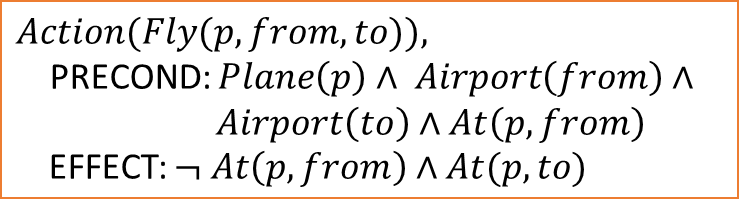 Action(Fly(p, from, to)),
PRECOND: Plane(p) ∧ Airport(from) ∧
Airport(to) ∧ At(p, from)
EFFECT: ¬ At(p, from) ∧ At(p, to)